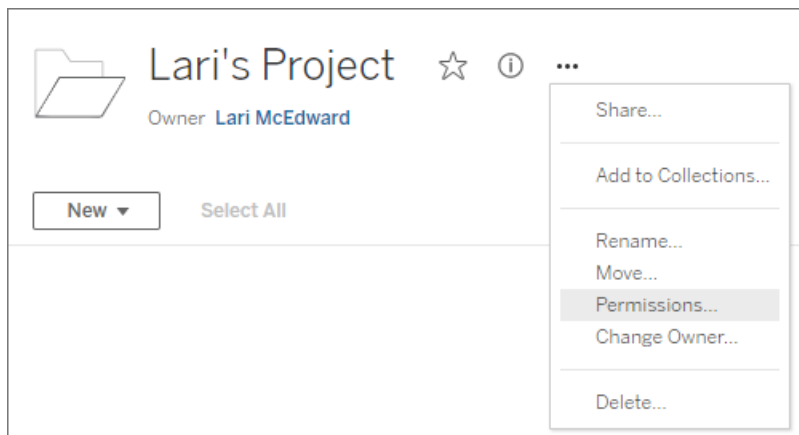 Lari's Project
Owner Lari McEdward
New
Select All
Share...
Add to Collections...
Rename...
Move...
Permissions...
Change Owner...
Delete...